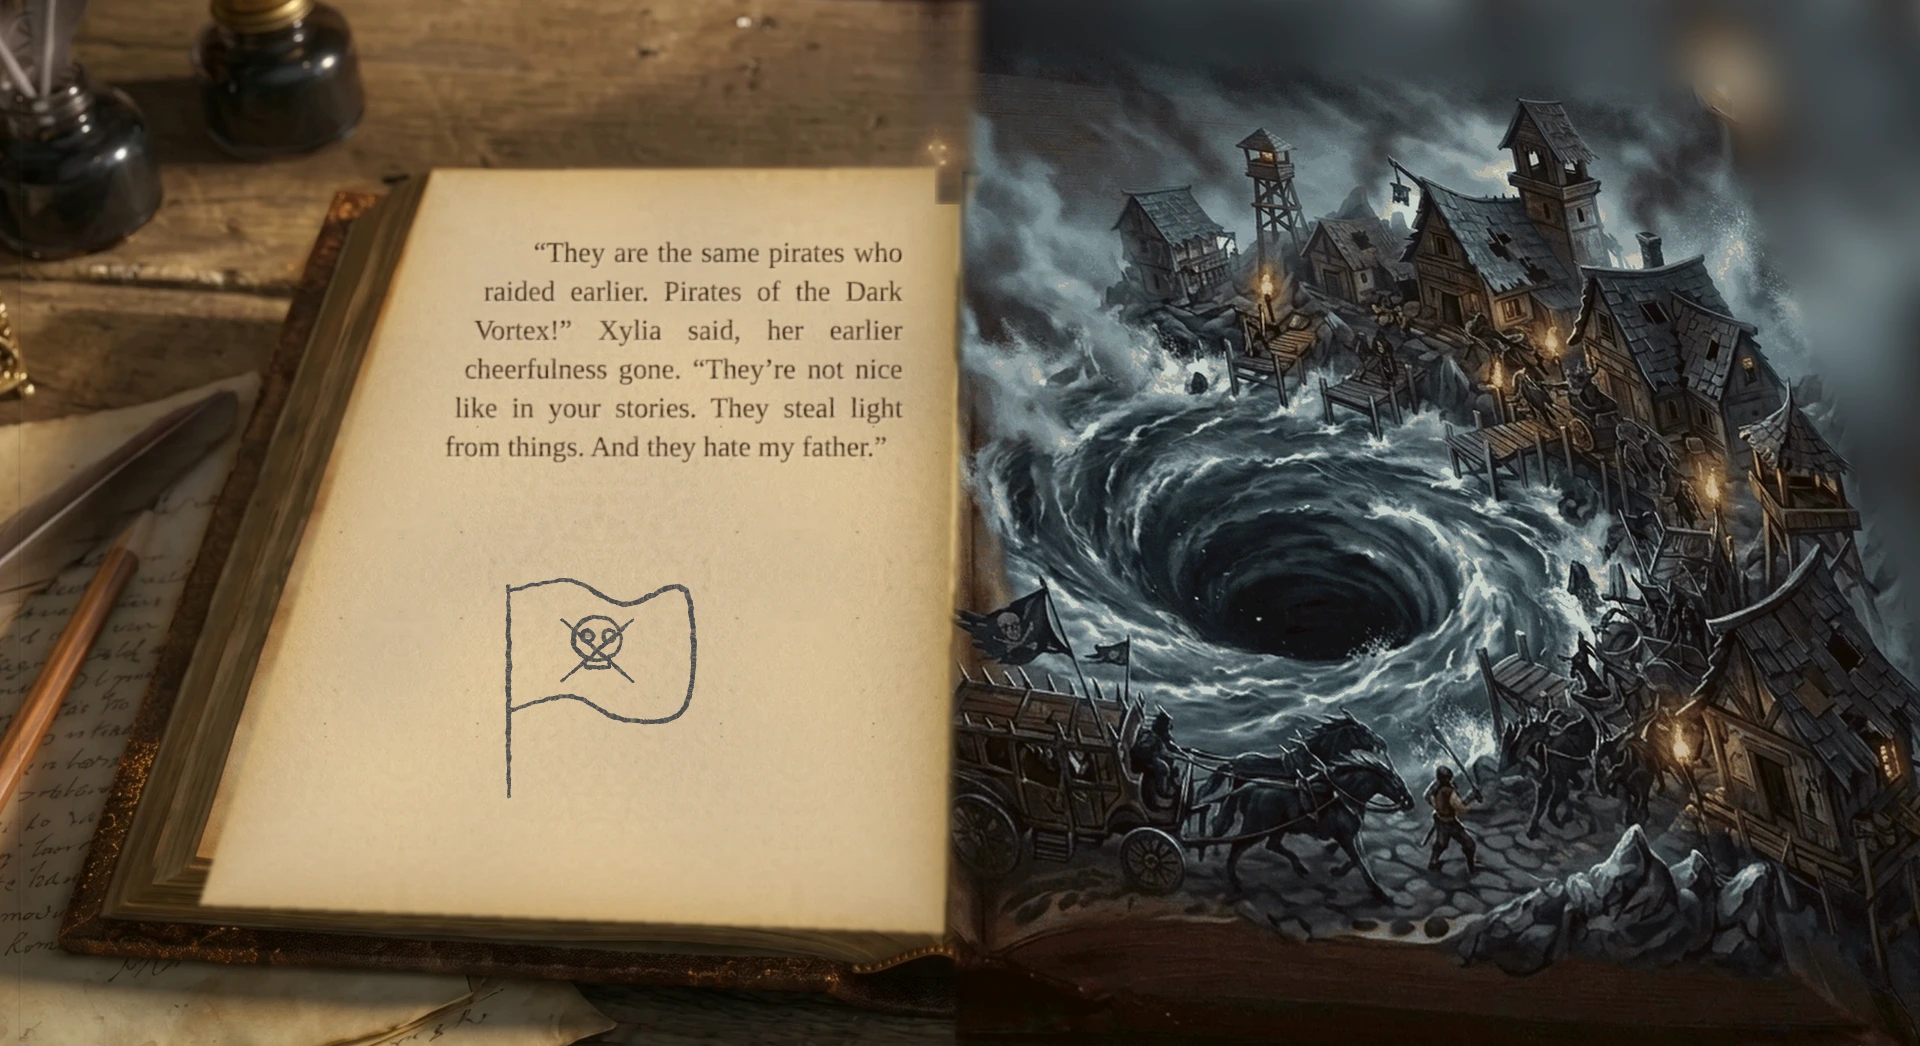 “They are the same pirates who
raided earlier. Pirates of the Dark
Vortex!” Xylia said, her earlier
cheerfulness gone. “They’re not nice
like in your stories. They steal light
from things. And they hate my father.”